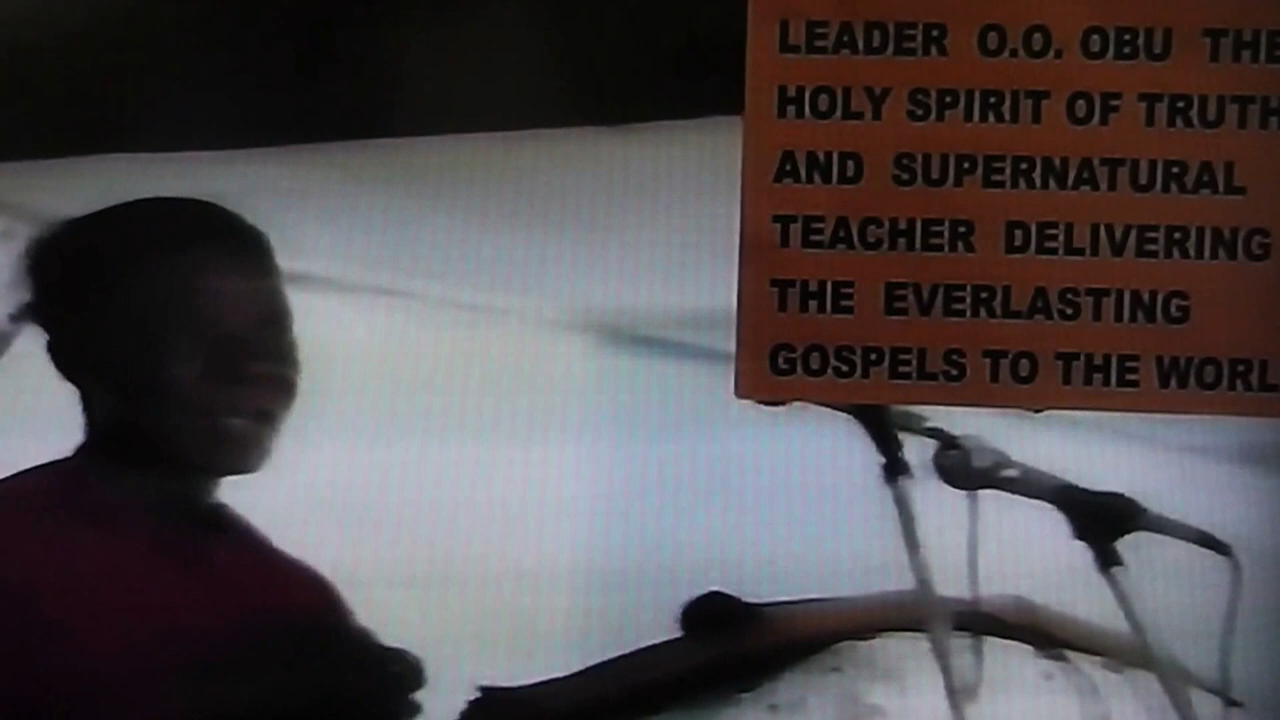 LEADER O.O. OBU THE
HOLY SPIRIT OF TRUTH
AND SUPERNATURAL
TEACHER DELIVERING
THE EVERLASTING
GOSPELS TO THE WORL